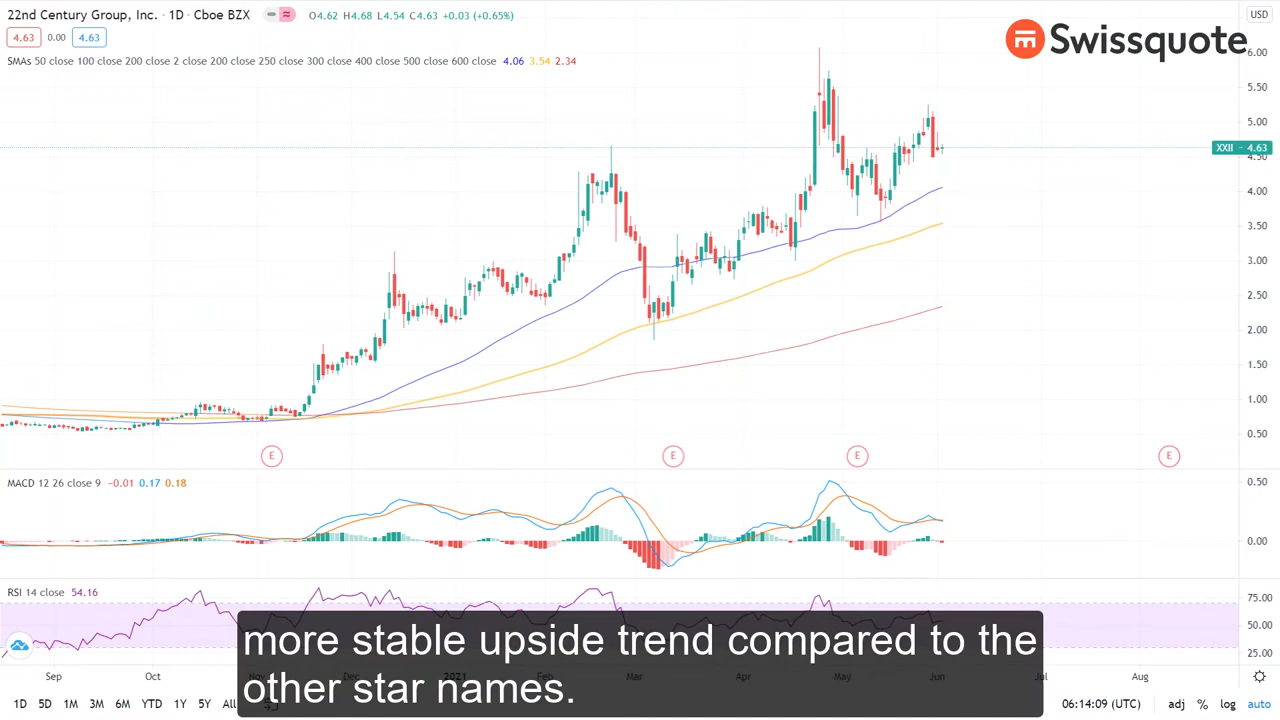 22nd Century Group, Inc. · 1D · Cboe BZX O4.62 H4.68 L4.54 C4.63 +0.03 (+0.65%)
USD
4.63 0.00 4.63
Swissquote
SMAs 50 close 100 close 200 close 2 close 200 close 250 close 300 close 400 close 500 close 600 close 4.06 3.54 2.34
6.00
5.50
5.00
XXII 4.63
4.50
4.00
3.50
3.00
2.50
2.00
1.50
1.00
0.50
E E E E
MACD 12 26 close 9 −0.01 0.17 0.18
0.50
0.00
RSI 14 close 54.16
75.00
50.00
25.00
more stable upside trend compared to the
other star names.
Sep Oct Nov Dec 2021 Feb Mar Apr May Jun Jul Aug
1D 5D 1M 3M 6M YTD 1Y 5Y All
06:14:09 (UTC) adj % log auto